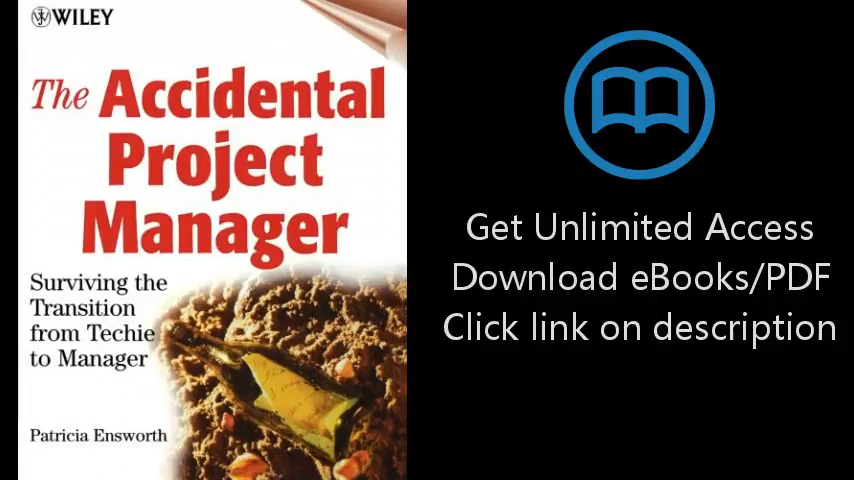 WILEY
The Accidental
Project
Manager
Surviving the
Transition
from Techie
to Manager
Patricia Ensworth
Get Unlimited Access
Download eBooks/PDF
Click link on description